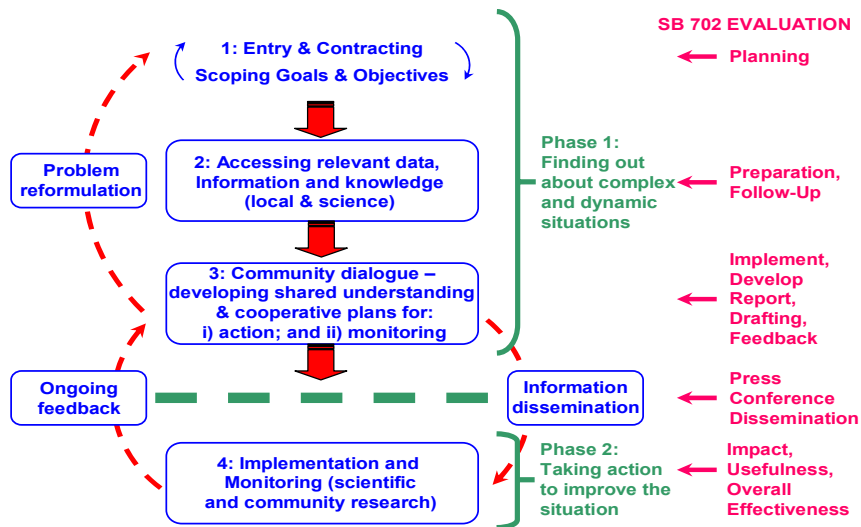 SB 702 EVALUATION
1: Entry & Contracting
Scoping Goals & Objectives
Planning
Problem
reformulation
2: Accessing relevant data,
Information and knowledge
(local & science)
Phase 1:
Finding out
about complex
and dynamic
situations
Preparation,
Follow-Up
3: Community dialogue –
developing shared understanding
& cooperative plans for:
i) action; and ii) monitoring
Implement,
Develop
Report,
Drafting,
Feedback
Ongoing
feedback
Information
dissemination
Press
Conference
Dissemination
4: Implementation and
Monitoring (scientific
and community research)
Phase 2:
Taking action
to improve the
situation
Impact,
Usefulness,
Overall
Effectiveness